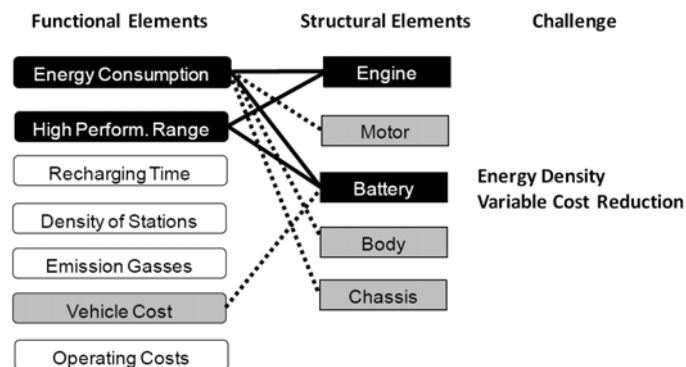 Functional Elements
Structural Elements
Challenge
Energy Consumption
Engine
High Perform. Range
Motor
Recharging Time
Battery
Energy Density
Variable Cost Reduction
Density of Stations
Body
Emission Gasses
Chassis
Vehicle Cost
Operating Costs